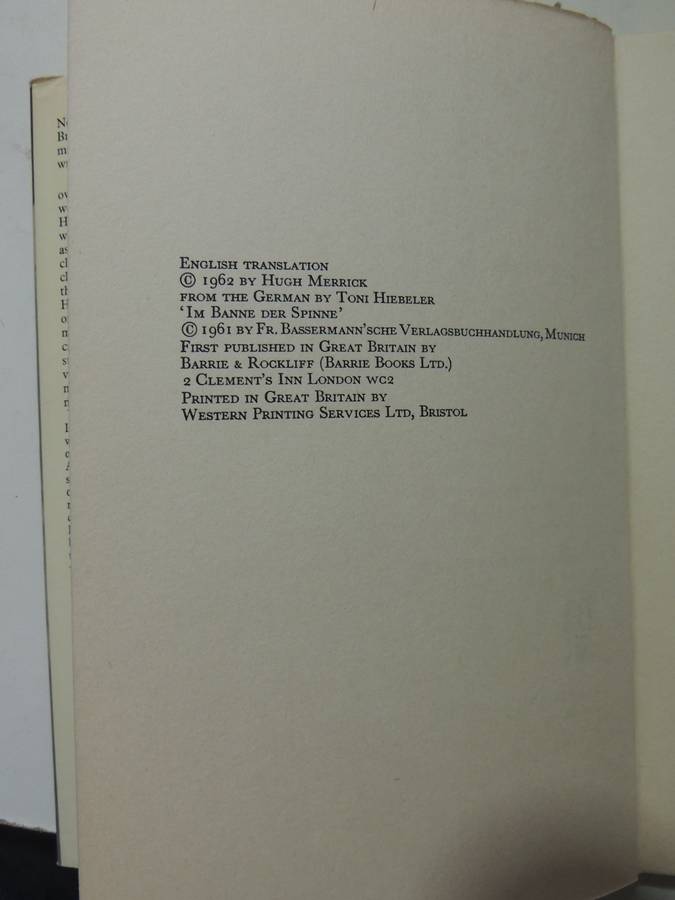 ENGLISH TRANSLATION
© 1962 BY HUGH MERRICK
FROM THE GERMAN BY TONI HIEBELER
‘IM BANNE DER SPINNE’
© 1961 BY FR. BASSERMANN’SCHE VERLAGSBUCHHANDLUNG, MUNICH
FIRST PUBLISHED IN GREAT BRITAIN BY
BARRIE & ROCKLIFF (BARRIE BOOKS LTD.)
2 CLEMENT’S INN LONDON WC2
PRINTED IN GREAT BRITAIN BY
WESTERN PRINTING SERVICES LTD, BRISTOL